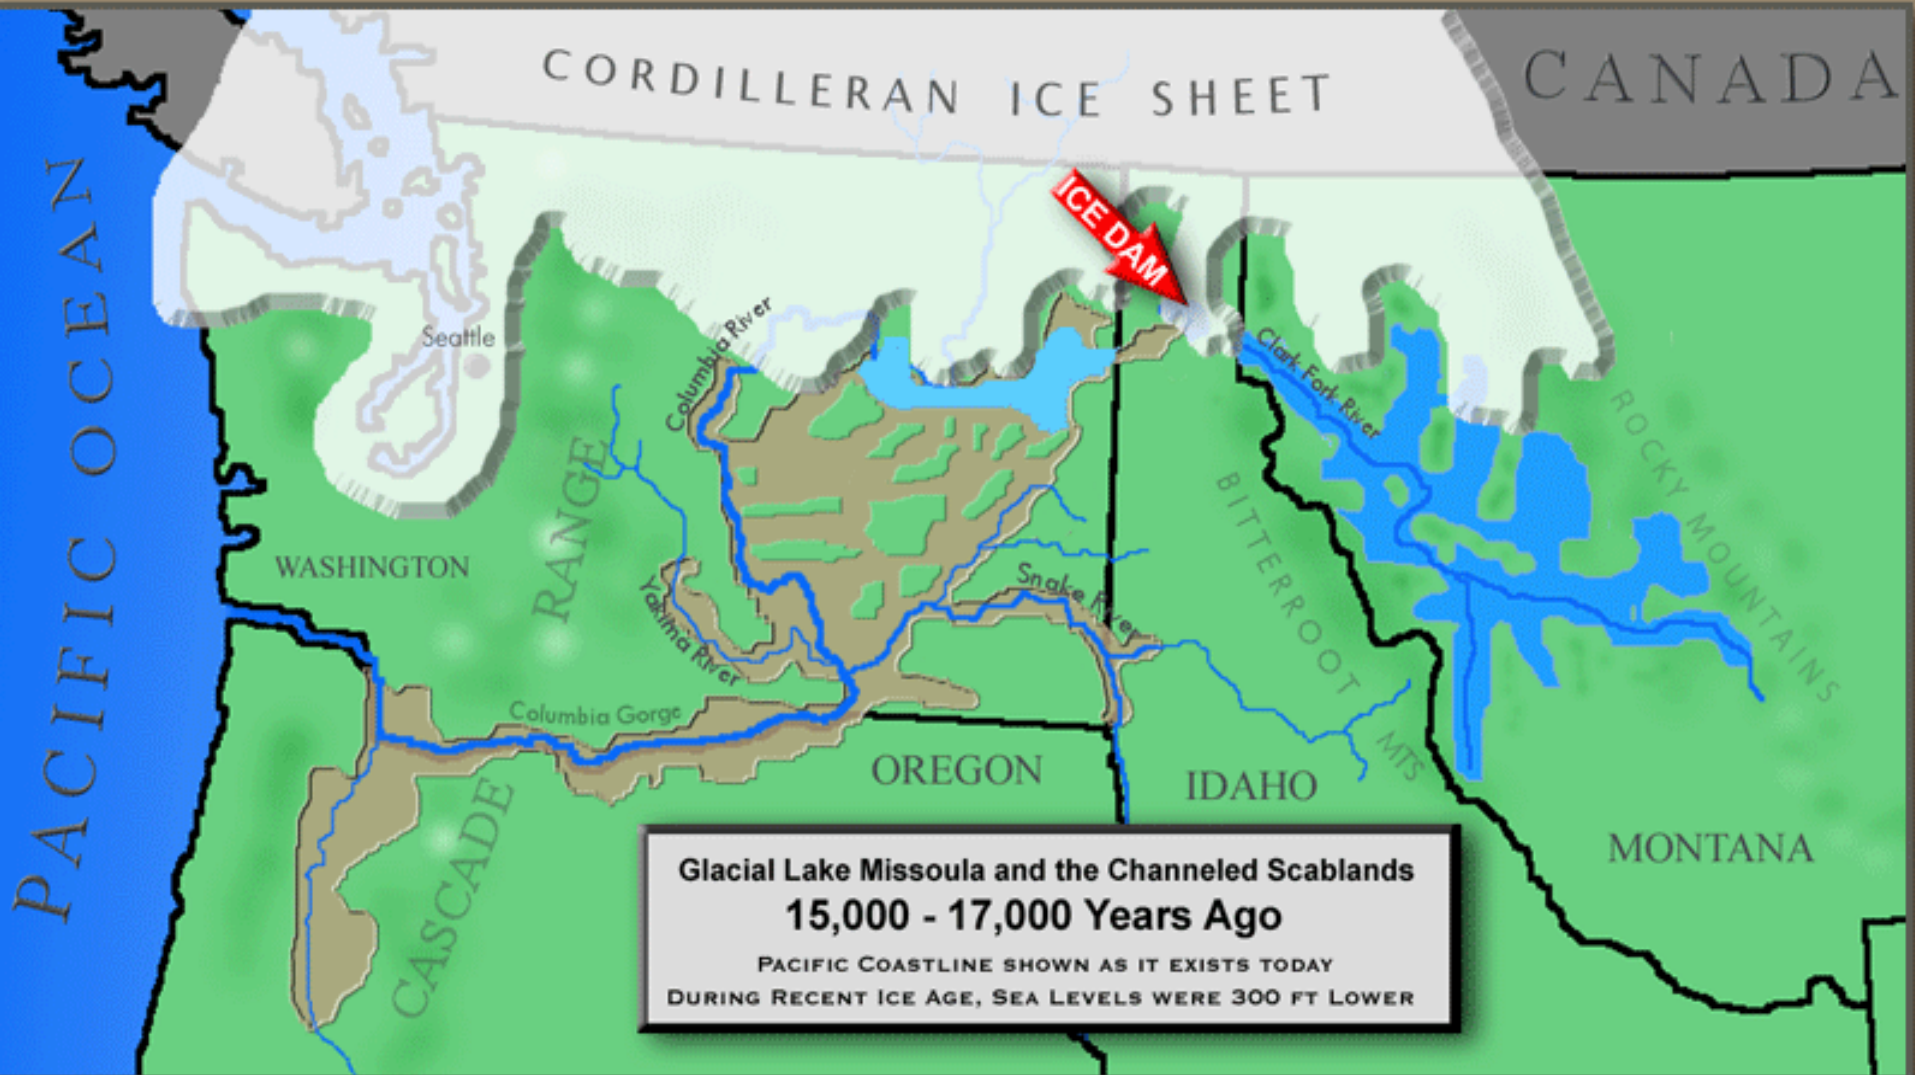 CORDILLERAN ICE SHEET
CANADA
PACIFIC OCEAN
ICE DAM
Seattle
Columbia River
Clark Fork River
ROCKY MOUNTAINS
BITTERROOT MTS
WASHINGTON
CASCADE RANGE
Yakima River
Snake River
Columbia Gorge
OREGON
IDAHO
MONTANA
Glacial Lake Missoula and the Channeled Scablands
15,000 - 17,000 Years Ago
PACIFIC COASTLINE SHOWN AS IT EXISTS TODAY
DURING RECENT ICE AGE, SEA LEVELS WERE 300 FT LOWER